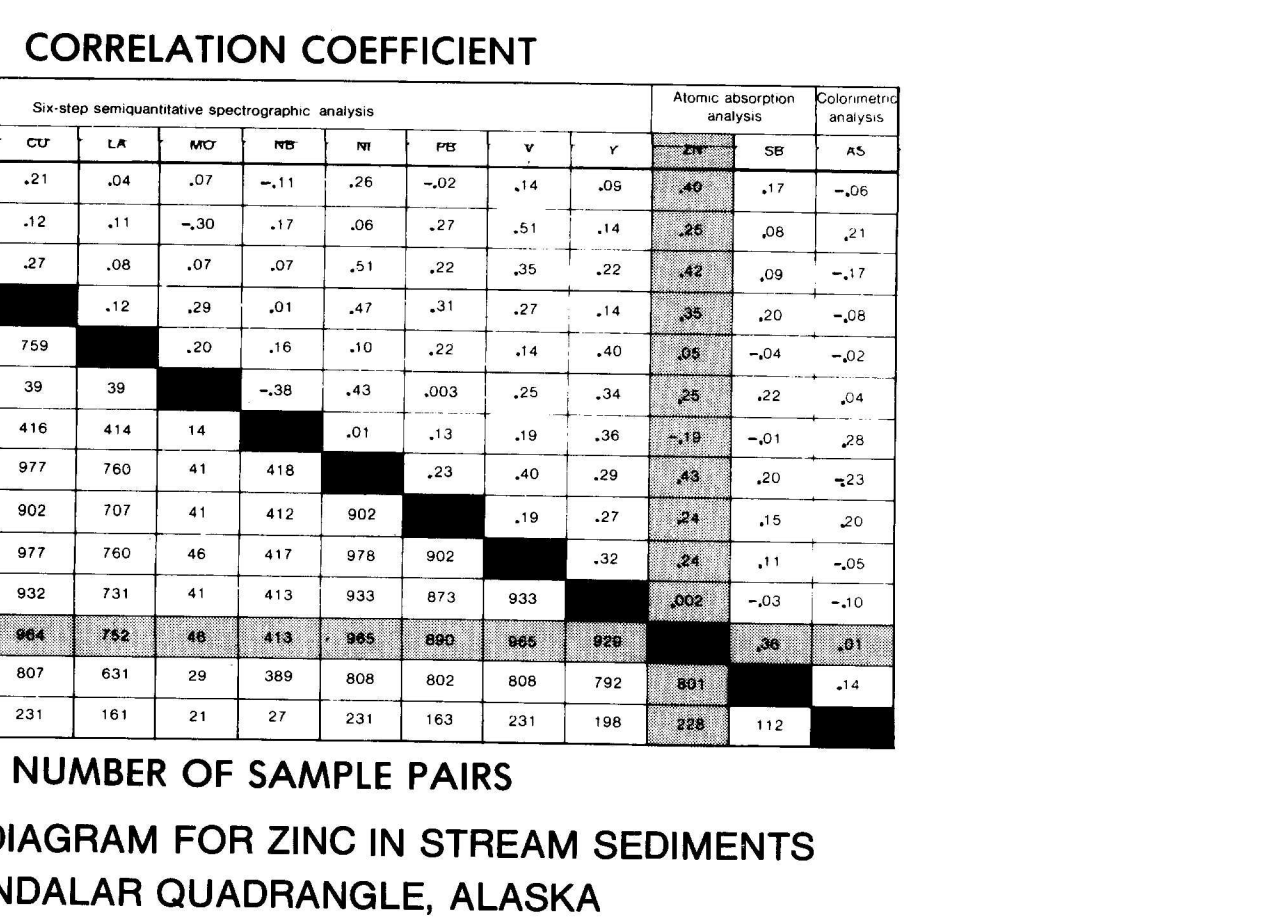 CORRELATION COEFFICIENT
Six-step semiquantitative spectrographic analysis Atomic absorption analysis Colorimetric analysis
CU LA MO NB NI PB V Y ZN SB AS
.21 .04 .07 -.11 .26 -.02 .14 .09 .40 .17 -.06
.12 .11 -.30 .17 .06 .27 .51 .14 .25 .08 .21
.27 .08 .07 .07 .51 .22 .35 .22 .42 .09 -.17
.12 .29 .01 .47 .31 .27 .14 .35 .20 -.08
759 .20 .16 .10 .22 .14 .40 .05 -.04 -.02
39 39 -.38 .43 .003 .25 .34 .25 .22 .04
416 414 14 .01 .13 .19 .36 -.19 -.01 .28
977 760 41 418 .23 .40 .29 .43 .20 -.23
902 707 41 412 902 .19 .27 .24 .15 .20
977 760 46 417 978 902 .32 .24 .11 -.05
932 731 41 413 933 873 933 .002 -.03 -.10
964 752 46 413 965 890 965 929 .36 .01
807 631 29 389 808 802 808 792 801 .14
231 161 21 27 231 163 231 198 228 112
NUMBER OF SAMPLE PAIRS
DIAGRAM FOR ZINC IN STREAM SEDIMENTS
NDALAR QUADRANGLE, ALASKA